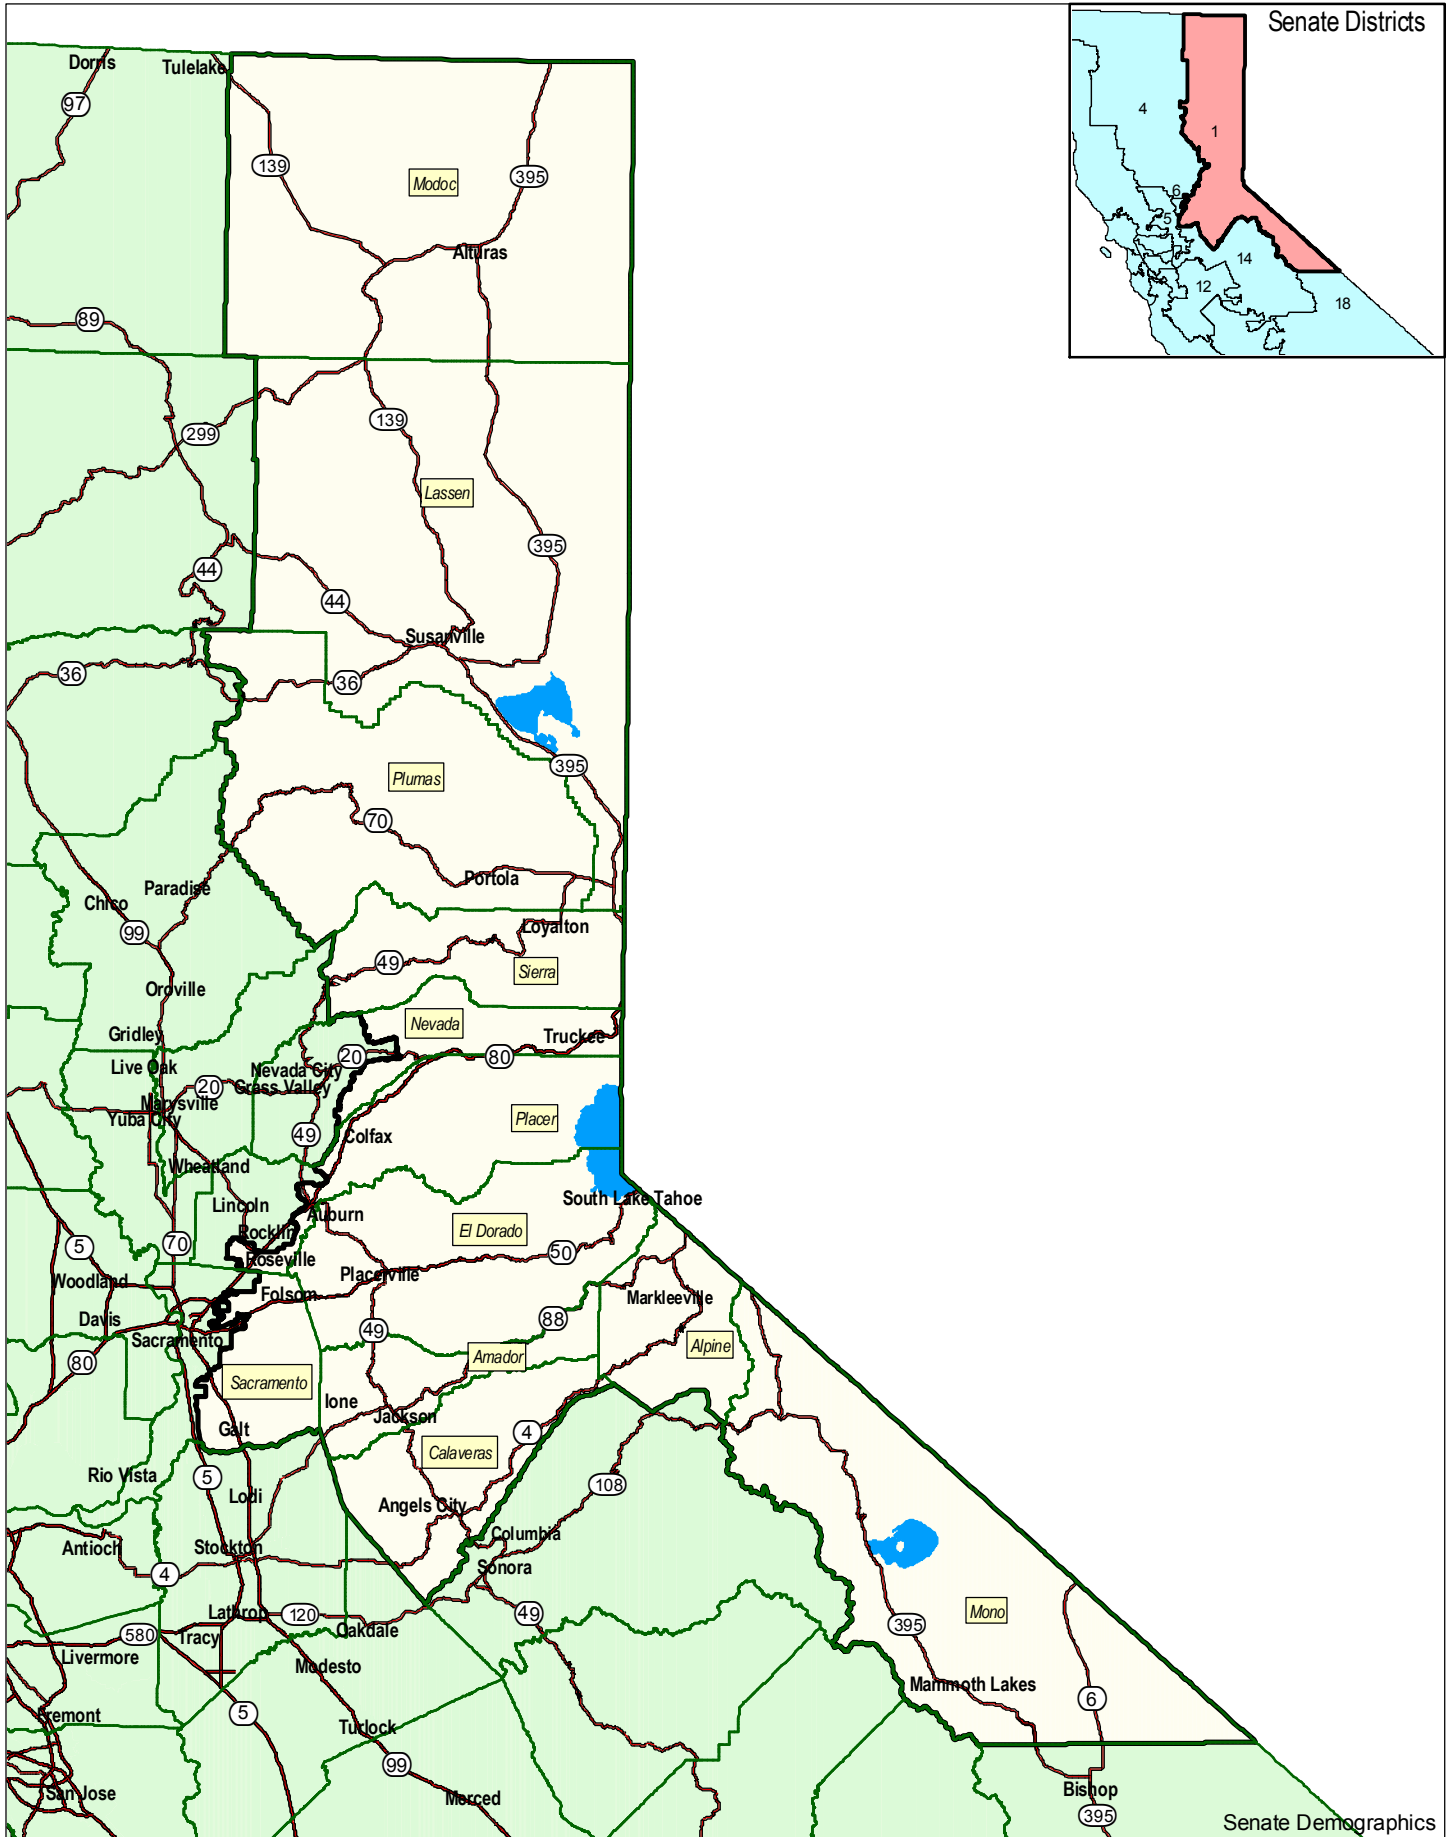 Senate Districts
4
1
6
5
14
12
18
Dorris
Tulelake
97
139
Modoc
395
Alturas
89
139
299
Lassen
395
44
44
Susanville
36
36
395
Plumas
70
Portola
Paradise
Chico
99
Loyalton
49
Sierra
Oroville
Nevada
Gridley
Truckee
20
80
Live Oak
Nevada City
20
Grass Valley
Marysville
Yuba City
Placer
49
Colfax
Wheatland
South Lake Tahoe
Lincoln
Auburn
Rocklin
El Dorado
5
70
50
Roseville
Woodland
Placerville
Folsom
Markleeville
Davis
88
49
Sacramento
Alpine
80
Amador
Sacramento
Ione
Jackson
Galt
4
Calaveras
Rio Vista
5
108
Lodi
Angels City
Columbia
Antioch
Stockton
Sonora
4
Lathrop
120
49
Mono
Oakdale
395
580
Tracy
Livermore
Modesto
Mammoth Lakes
6
5
Fremont
Turlock
99
San Jose
Bishop
Merced
395
Senate Demographics